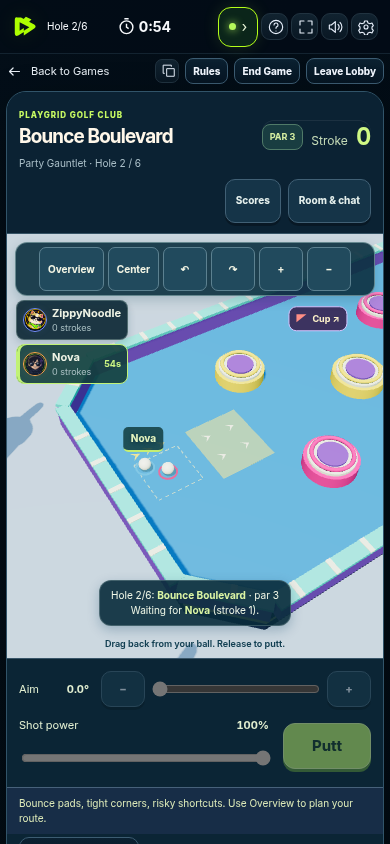 Hole 2/6
0:54
›
Back to Games
Rules
End Game
Leave Lobby
PLAYGRID GOLF CLUB
Bounce Boulevard
PAR 3
Stroke 0
Party Gauntlet · Hole 2 / 6
Scores
Room & chat
Overview
Center
↶
↷
+
−
ZippyNoodle
0 strokes
Nova
0 strokes
54s
Cup ↗
Nova
Hole 2/6: Bounce Boulevard · par 3
Waiting for Nova (stroke 1).
Drag back from your ball. Release to putt.
Aim
0.0°
−
+
Shot power
100%
Putt
Bounce pads, tight corners, risky shortcuts. Use Overview to plan your
route.